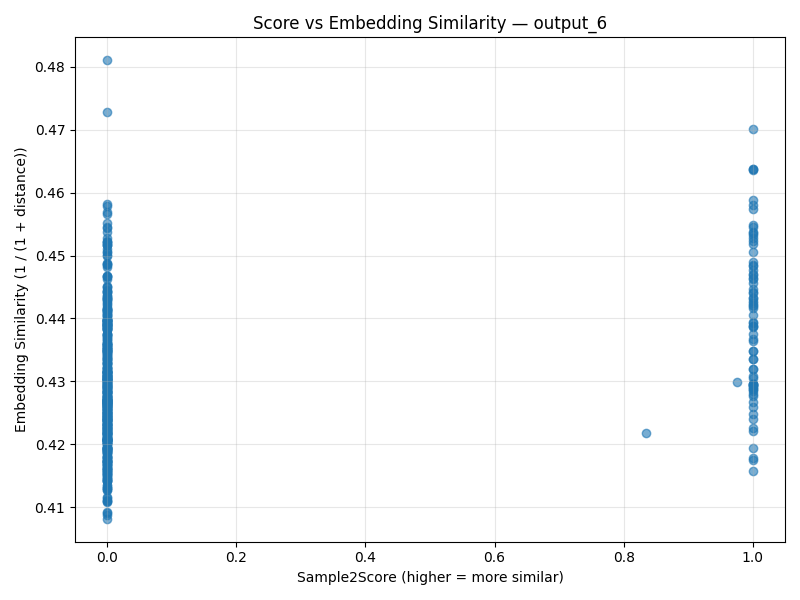 Score vs Embedding Similarity — output_6
Embedding Similarity (1 / (1 + distance))
0.48
0.47
0.46
0.45
0.44
0.43
0.42
0.41
0.0 0.2 0.4 0.6 0.8 1.0
Sample2Score (higher = more similar)